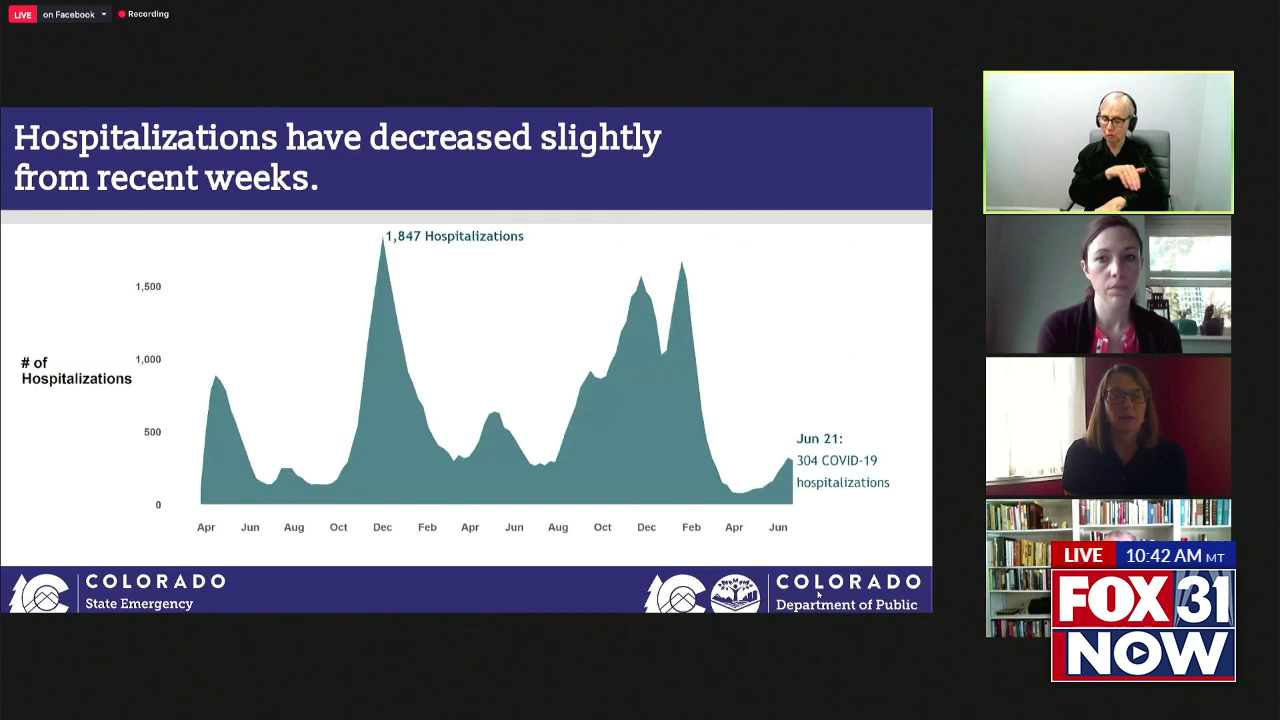 LIVE on Facebook Recording
Hospitalizations have decreased slightly
from recent weeks.
1,847 Hospitalizations
1,500
1,000
# of
Hospitalizations
500
0
Jun 21:
304 COVID-19
hospitalizations
Apr Jun Aug Oct Dec Feb Apr Jun Aug Oct Dec Feb Apr Jun
COLORADO
State Emergency
COLORADO
Department of Public
LIVE 10:42 AM MT
FOX 31
NOW